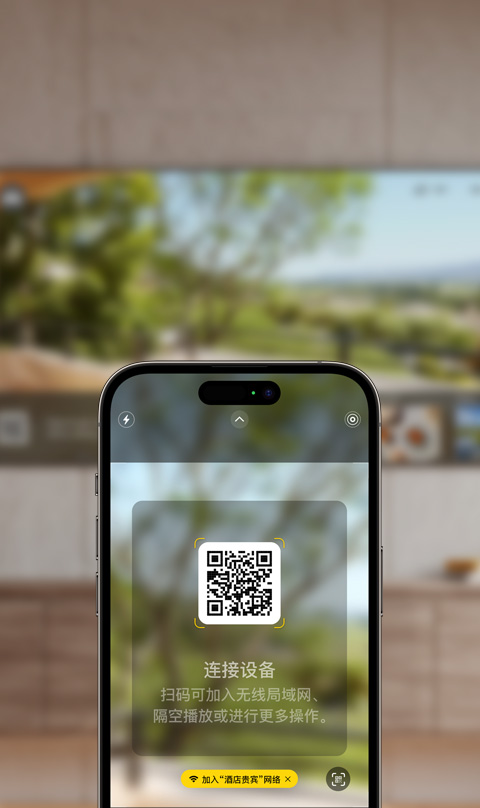 连接设备
扫码可加入无线局域网、
隔空播放或进行更多操作。
加入“酒店贵宾”网络